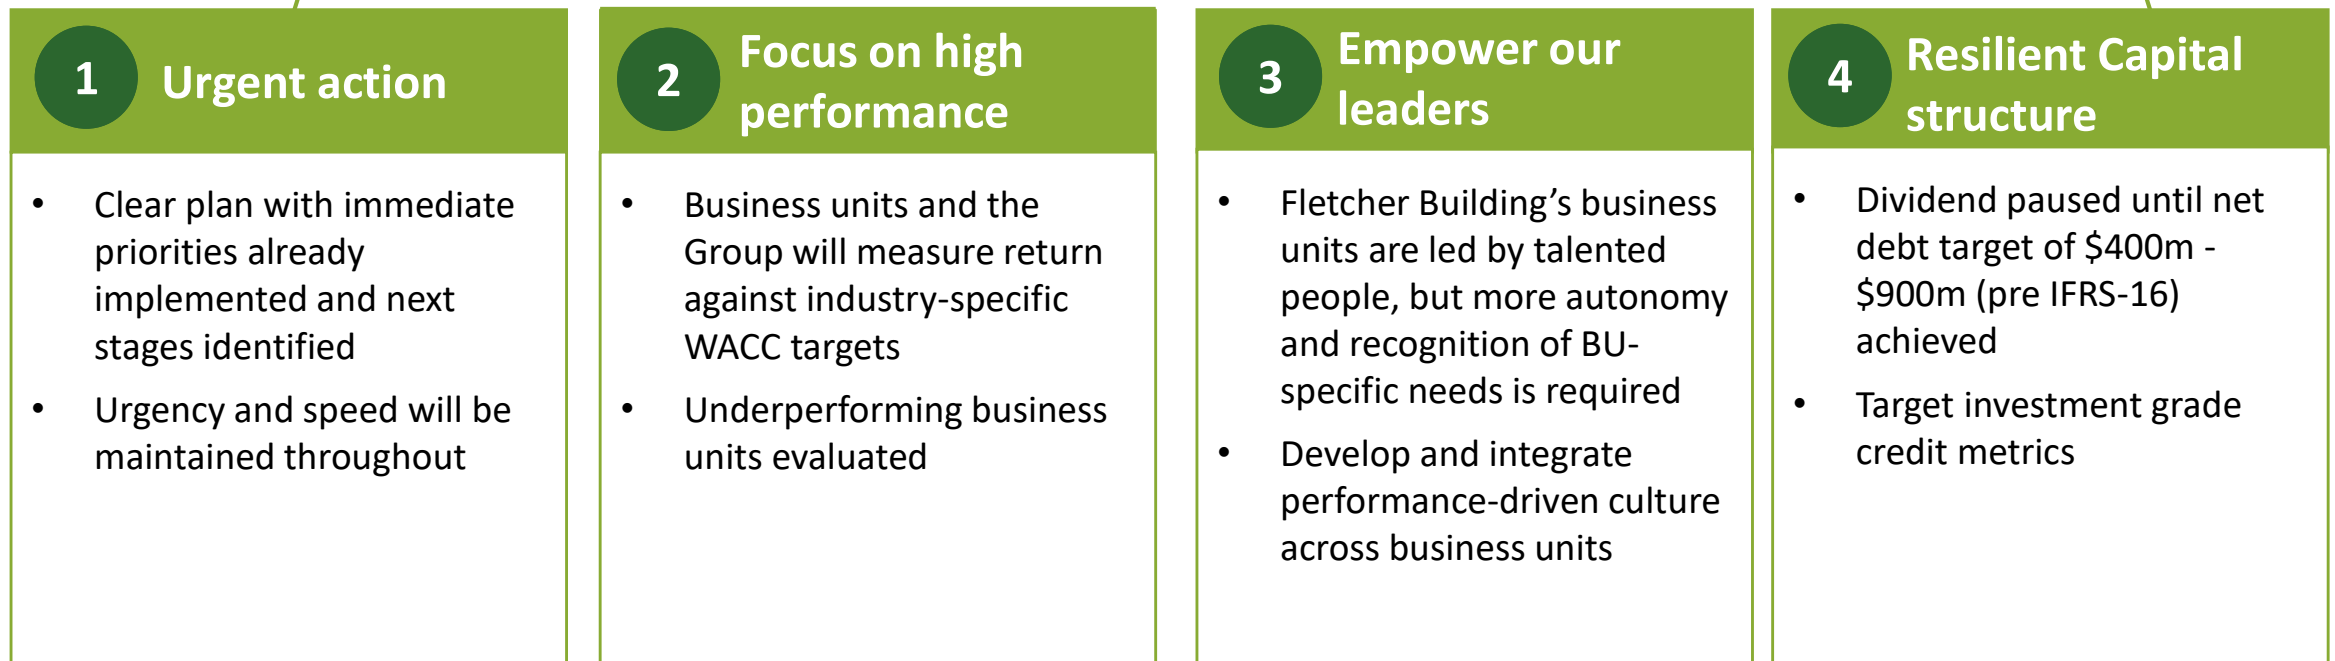 1
Urgent action
• Clear plan with immediate
priorities already
implemented and next
stages identified
• Urgency and speed will be
maintained throughout
2
Focus on high
performance
• Business units and the
Group will measure return
against industry-specific
WACC targets
• Underperforming business
units evaluated
3
Empower our
leaders
• Fletcher Building’s business
units are led by talented
people, but more autonomy
and recognition of BU-
specific needs is required
• Develop and integrate
performance-driven culture
across business units
4
Resilient Capital
structure
• Dividend paused until net
debt target of $400m -
$900m (pre IFRS-16)
achieved
• Target investment grade
credit metrics